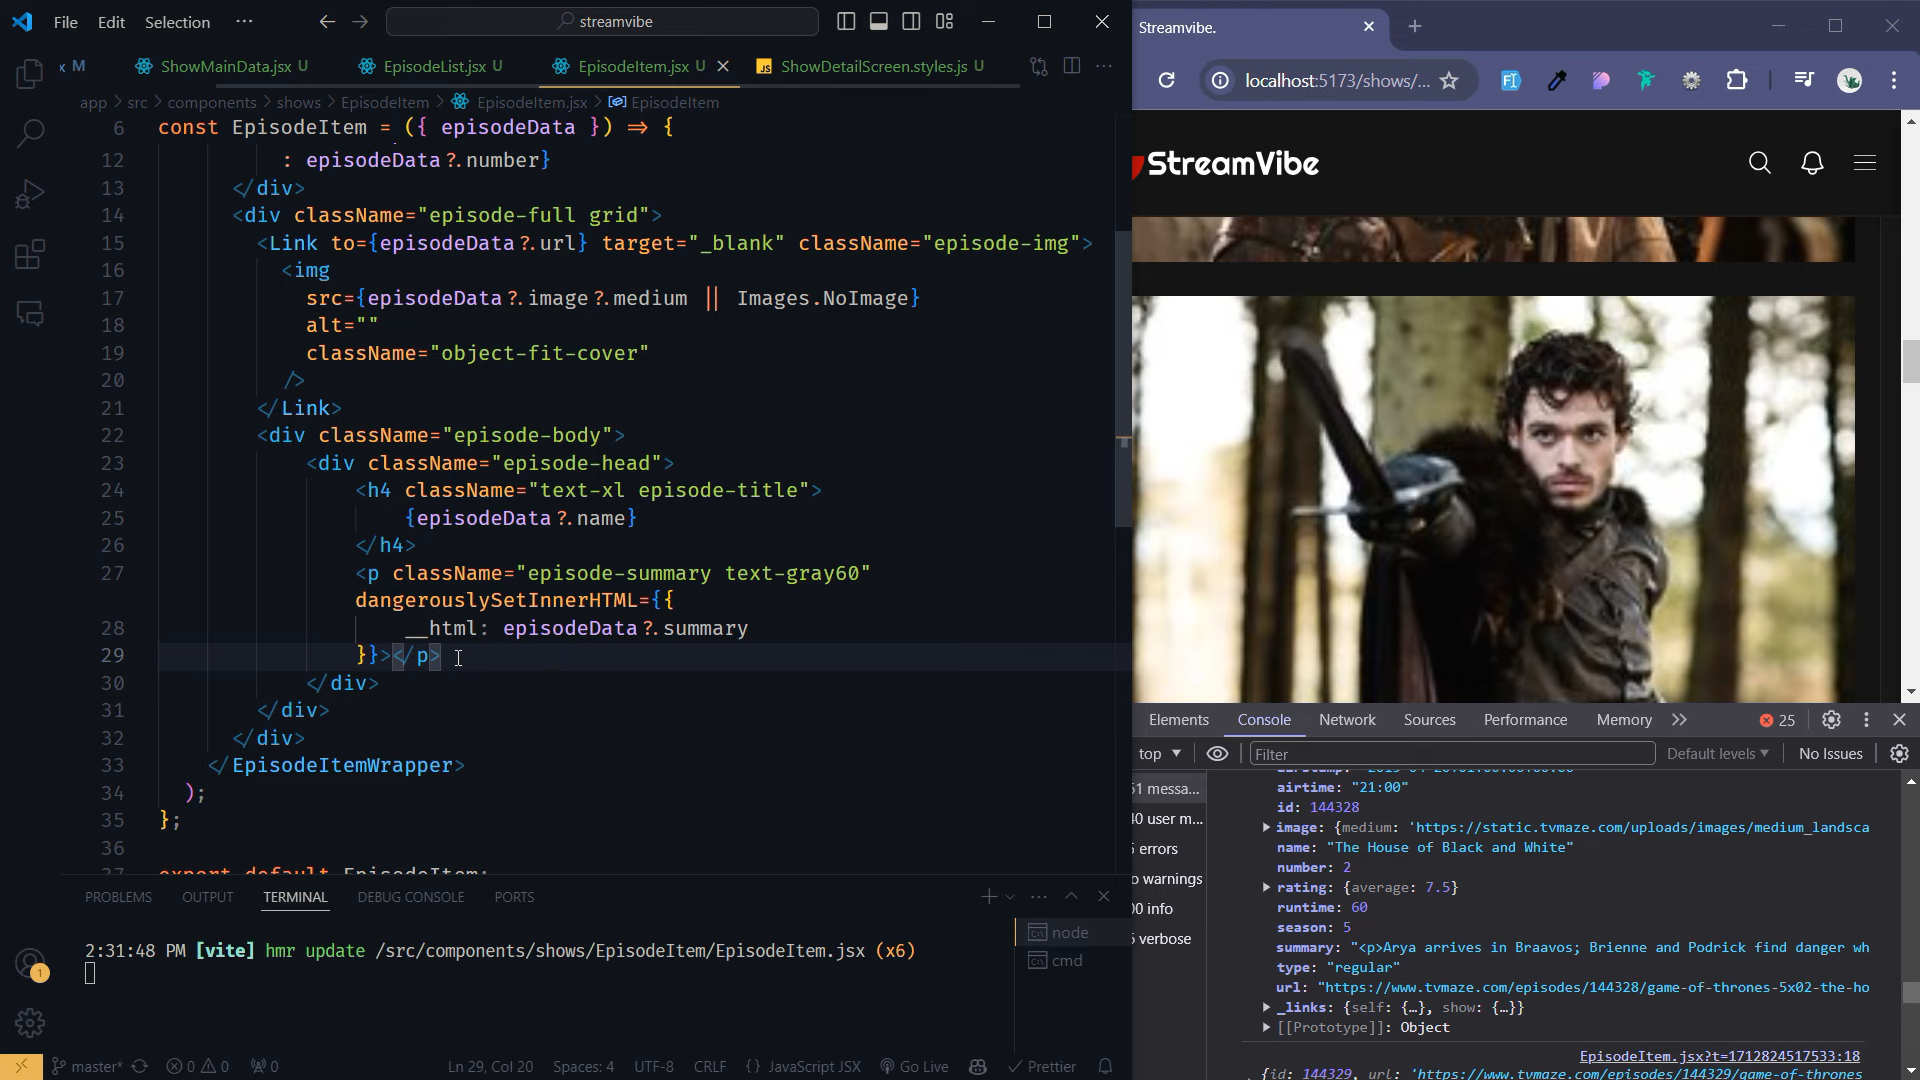 File Edit Selection ...
streamvibe
x M
ShowMainData.jsx U
EpisodeList.jsx U
EpisodeItem.jsx U
ShowDetailScreen.styles.js U
app > src > components > shows > EpisodeItem > EpisodeItem.jsx > EpisodeItem
6 const EpisodeItem = ({ episodeData }) => {
12 : episodeData?.number}
13 </div>
14 <div className="episode-full grid">
15 <Link to={episodeData?.url} target="_blank" className="episode-img">
16 <img
17 src={episodeData?.image?.medium || Images.NoImage}
18 alt=""
19 className="object-fit-cover"
20 />
21 </Link>
22 <div className="episode-body">
23 <div className="episode-head">
24 <h4 className="text-xl episode-title">
25 {episodeData?.name}
26 </h4>
27 <p className="episode-summary text-gray60"
dangerouslySetInnerHTML={{
28 __html: episodeData?.summary
29 }}></p>
30 </div>
31 </div>
32 </div>
33 </EpisodeItemWrapper>
34 );
35 };
36
37 export default EpisodeItem;
PROBLEMS OUTPUT TERMINAL DEBUG CONSOLE PORTS
2:31:48 PM [vite] hmr update /src/components/shows/EpisodeItem/EpisodeItem.jsx (x6)
node
cmd
1
master* 0 0 0 Ln 29, Col 20 Spaces: 4 UTF-8 CRLF {} JavaScript JSX Go Live Prettier
Streamvibe.
localhost:5173/shows/...
StreamVibe
Elements Console Network Sources Performance Memory >> 25
top Filter Default levels No Issues
51 messa...
40 user m...
5 errors
o warnings
00 info
5 verbose
airtime: "21:00"
id: 144328
image: {medium: 'https://static.tvmaze.com/uploads/images/medium_landsca
name: "The House of Black and White"
number: 2
rating: {average: 7.5}
runtime: 60
season: 5
summary: "<p>Arya arrives in Braavos; Brienne and Podrick find danger wh
type: "regular"
url: "https://www.tvmaze.com/episodes/144328/game-of-thrones-5x02-the-ho
_links: {self: {…}, show: {…}}
[[Prototype]]: Object
EpisodeItem.jsx?t=1712824517533:18
{id: 144329, url: 'https://www.tvmaze.com/episodes/144329/game-of-thrones